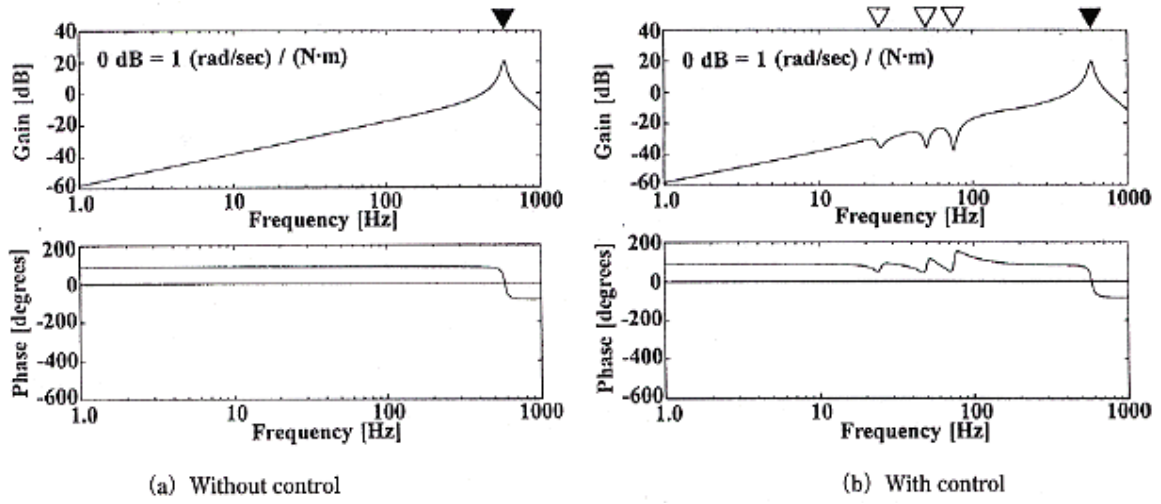 40
20
0
-20
-40
-60
Gain [dB]
0 dB = 1 (rad/sec) / (N·m)
1.0 10 100 1000
Frequency [Hz]
200
0
-200
-400
-600
Phase [degrees]
1.0 10 100 1000
Frequency [Hz]
(a) Without control
40
20
0
-20
-40
-60
Gain [dB]
0 dB = 1 (rad/sec) / (N·m)
1.0 10 100 1000
Frequency [Hz]
200
0
-200
-400
-600
Phase [degrees]
1.0 10 100 1000
Frequency [Hz]
(b) With control